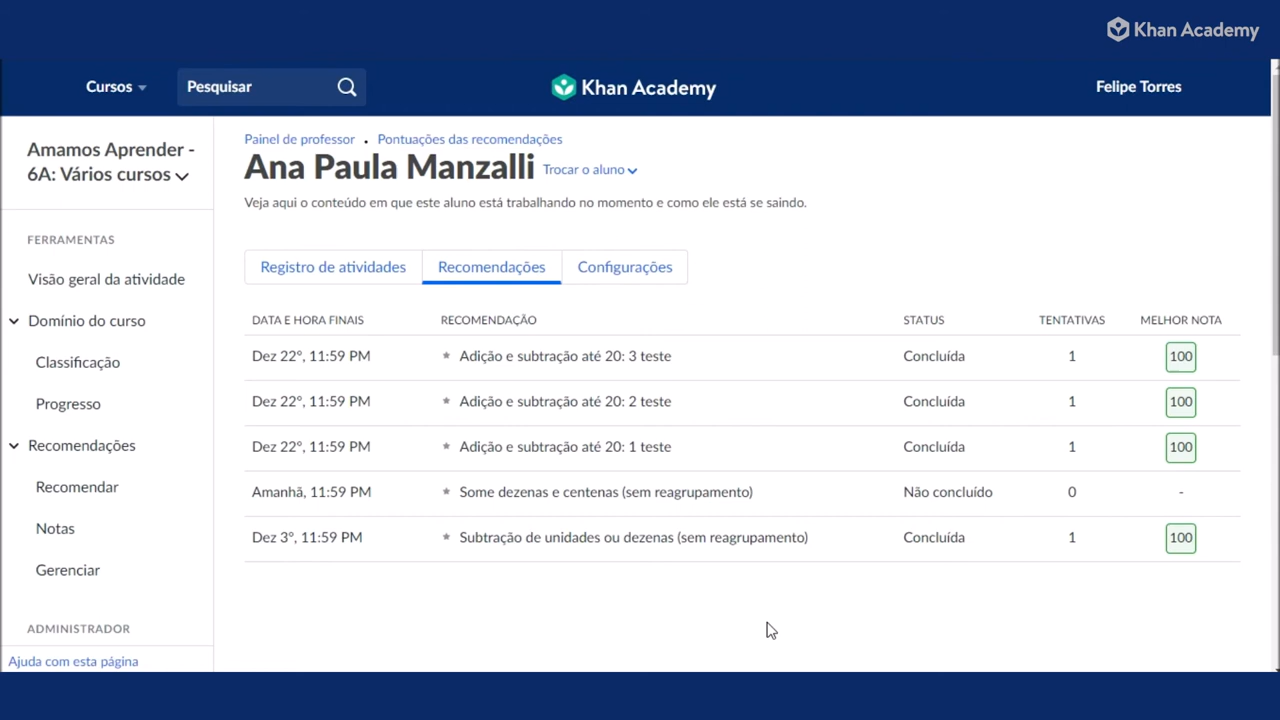 Khan Academy
Cursos
Pesquisar
Khan Academy
Felipe Torres
Amamos Aprender -
6A: Vários cursos
Painel de professor . Pontuações das recomendações
Ana Paula Manzalli Trocar o aluno
Veja aqui o conteúdo em que este aluno está trabalhando no momento e como ele está se saindo.
FERRAMENTAS
Visão geral da atividade
Domínio do curso
Classificação
Progresso
Recomendações
Recomendar
Notas
Gerenciar
ADMINISTRADOR
Ajuda com esta página
Registro de atividades Recomendações Configurações
DATA E HORA FINAIS RECOMENDAÇÃO STATUS TENTATIVAS MELHOR NOTA
Dez 22°, 11:59 PM Adição e subtração até 20: 3 teste Concluída 1 100
Dez 22°, 11:59 PM Adição e subtração até 20: 2 teste Concluída 1 100
Dez 22°, 11:59 PM Adição e subtração até 20: 1 teste Concluída 1 100
Amanhã, 11:59 PM Some dezenas e centenas (sem reagrupamento) Não concluído 0 -
Dez 3°, 11:59 PM Subtração de unidades ou dezenas (sem reagrupamento) Concluída 1 100